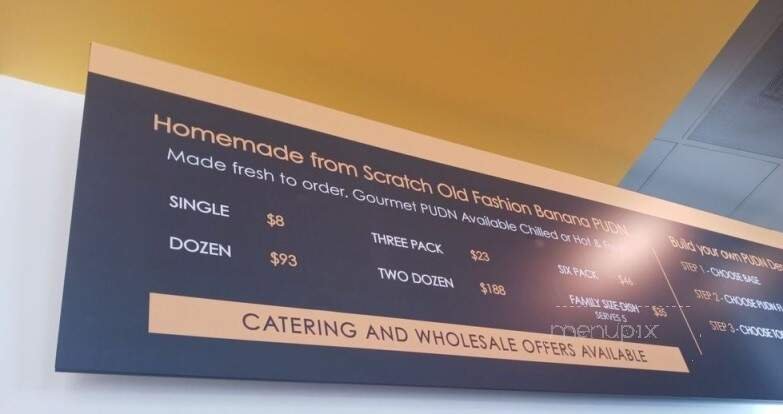 Homemade from Scratch Old Fashion Banana PUDN
Made fresh to order. Gourmet PUDN Available Chilled or Hot &
SINGLE $8
THREE PACK $23
SIX PACK $46
DOZEN $93
TWO DOZEN $188
FAMILY SIZE DISH $35
SERVES 5
CATERING AND WHOLESALE OFFERS AVAILABLE
Build your own PUDN
STEP 1 - CHOOSE BASE
STEP 2 - CHOOSE PUDN
STEP 3 - CHOOSE
menupix